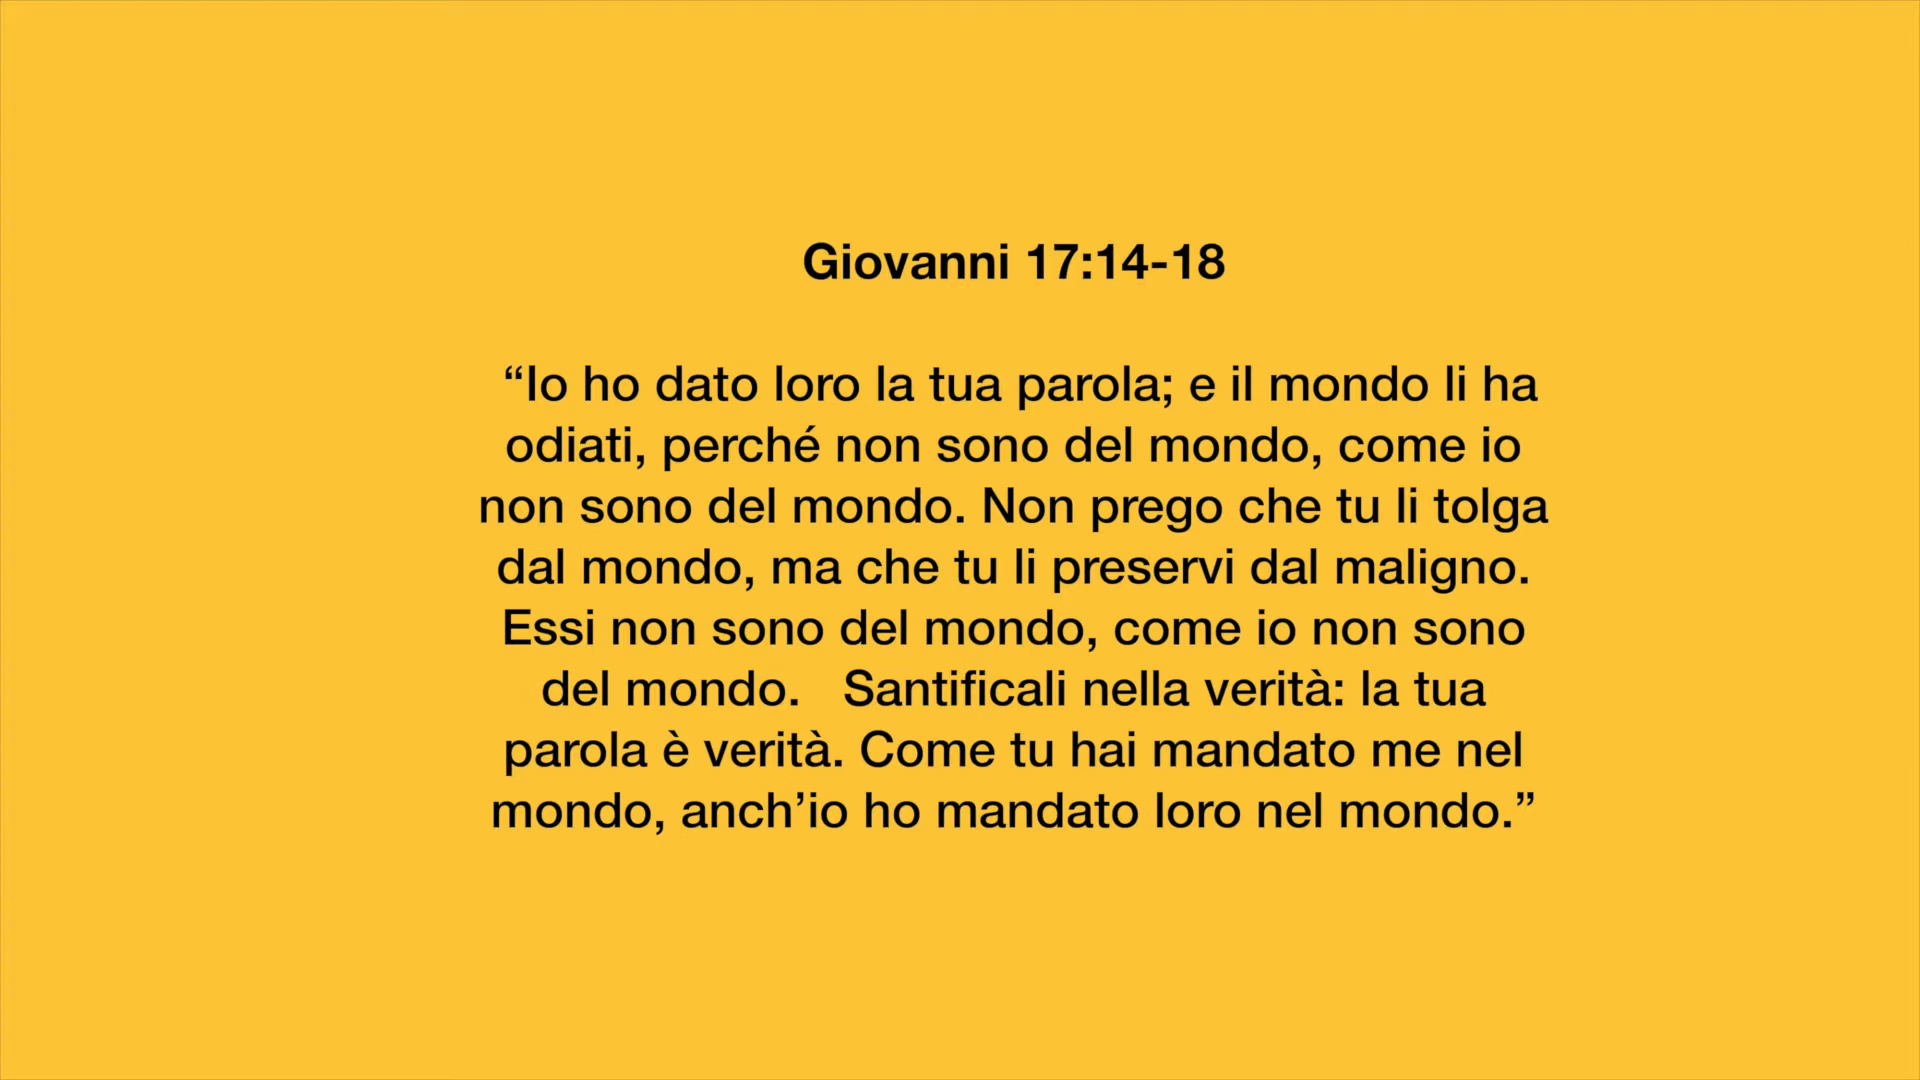 Giovanni 17:14-18
“Io ho dato loro la tua parola; e il mondo li ha
odiati, perché non sono del mondo, come io
non sono del mondo. Non prego che tu li tolga
dal mondo, ma che tu li preservi dal maligno.
Essi non sono del mondo, come io non sono
del mondo.   Santificali nella verità: la tua
parola è verità. Come tu hai mandato me nel
mondo, anch’io ho mandato loro nel mondo.”